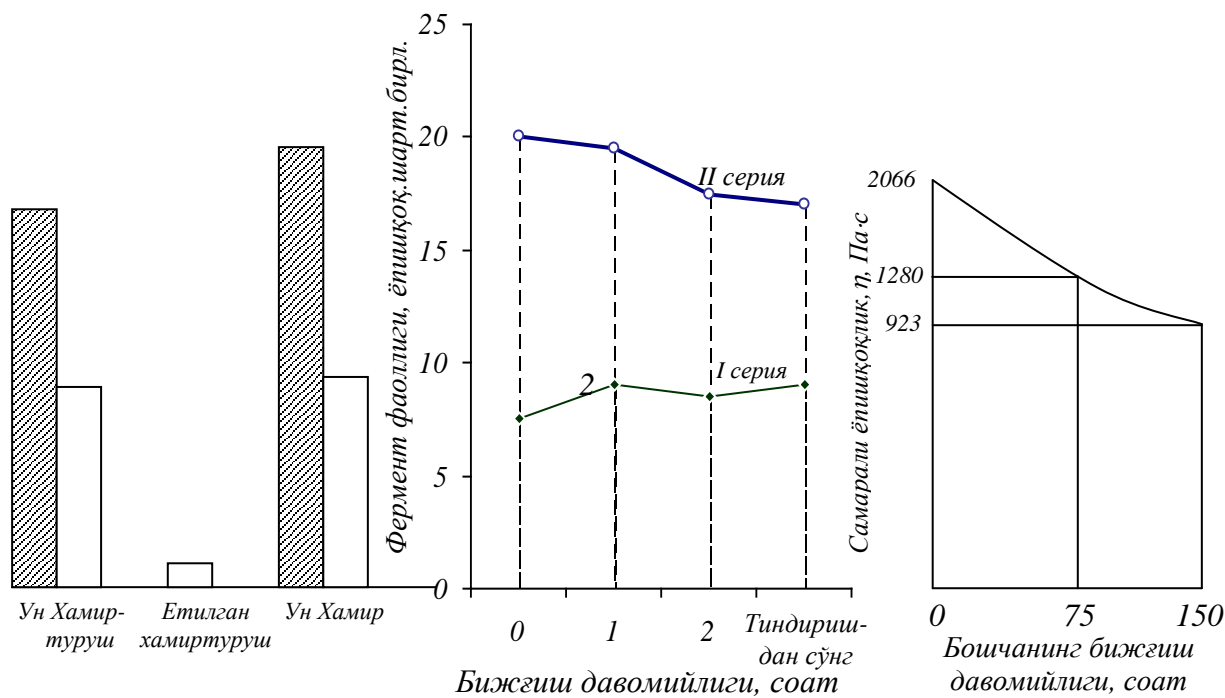 Ун Хамир-
туруш
Етилган
хамиртуруш
Ун Хамир
Фермент фаоллиги, ёпишқоқ.шарт.бирл.
25
20
15
10
5
0
II серия
2
I серия
0
1
2
Тиндириш-
дан сўнг
Бижғиш давомийлиги, соат
Самарали ёпишқоқлик, η, Па·с
2066
1280
923
0
75
150
Бошчанинг бижғиш
давомийлиги, соат